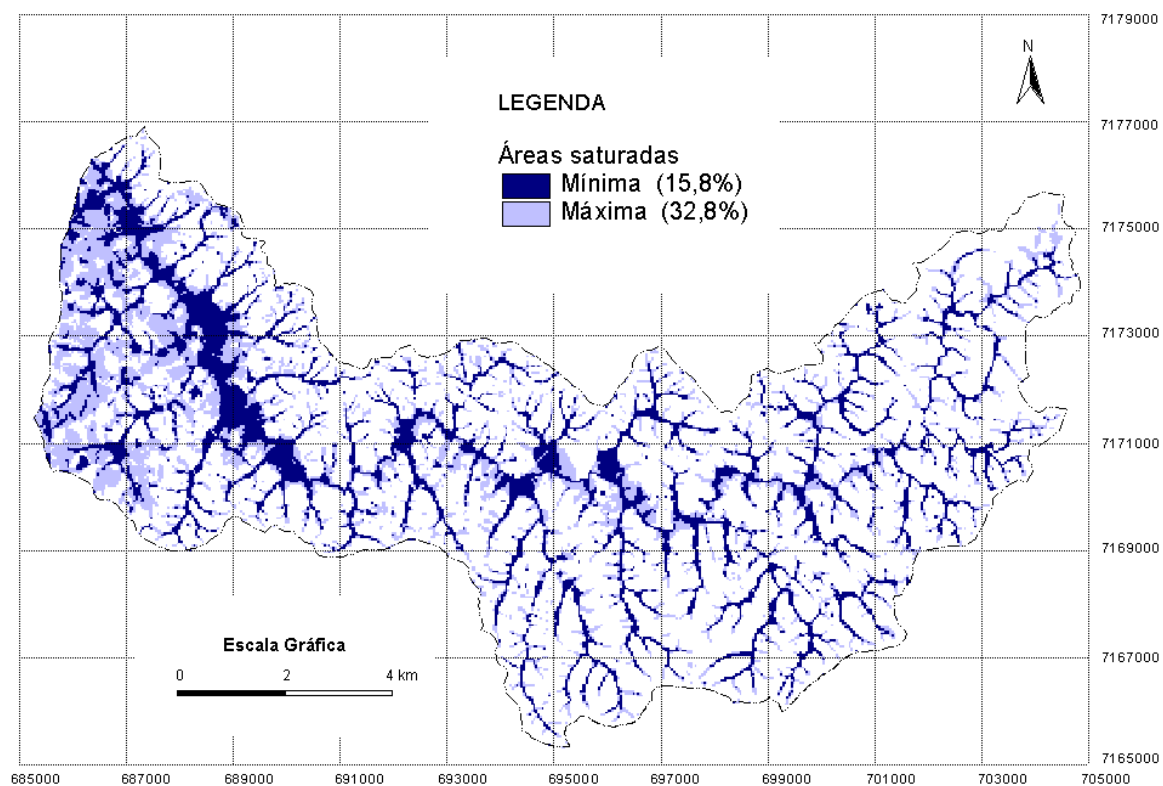 7179000
N
LEGENDA
7177000
Áreas saturadas
Mínima (15,8%)
Máxima (32,8%)
7175000
7173000
7171000
7169000
Escala Gráfica
0 2 4 km
7167000
7165000
685000 687000 689000 691000 693000 695000 697000 699000 701000 703000 705000